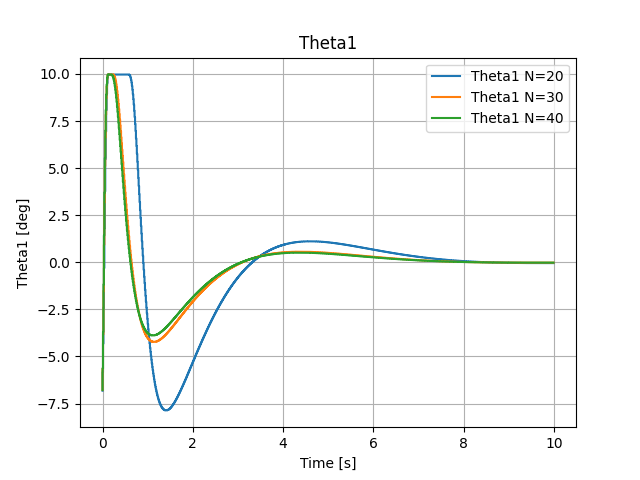 Theta1
Theta1 N=20
Theta1 N=30
Theta1 N=40
10.0
7.5
5.0
2.5
0.0
−2.5
−5.0
−7.5
Theta1 [deg]
0 2 4 6 8 10
Time [s]